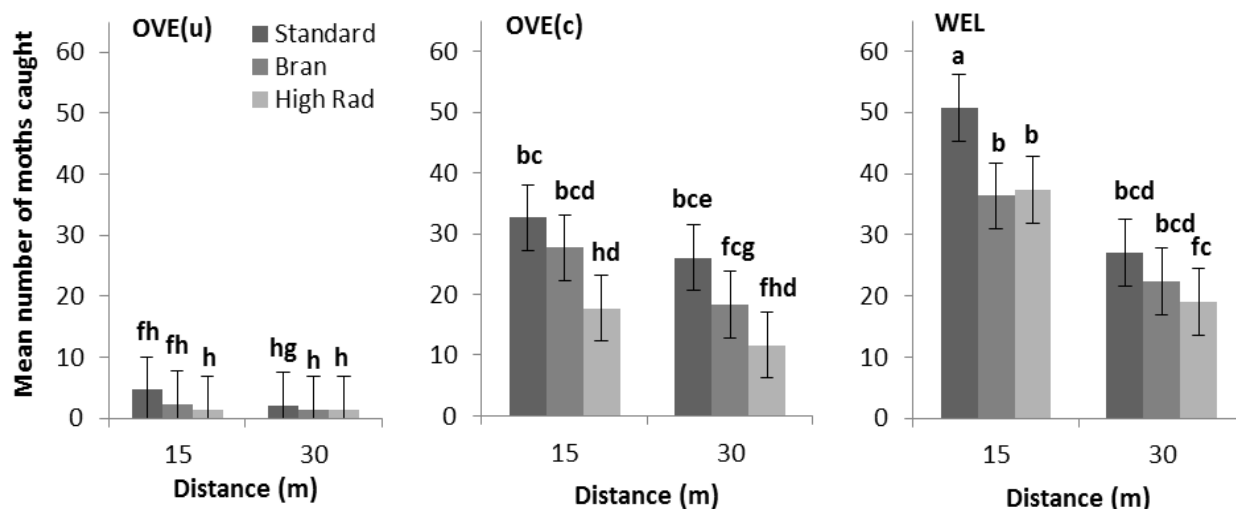 Mean number of moths caught
OVE(u)
Standard
Bran
High Rad
60
50
40
30
20
10
0
fh
fh
h
hg
h
h
15
30
Distance (m)
OVE(c)
60
50
40
30
20
10
0
bc
bcd
hd
bce
fcg
fhd
15
30
Distance (m)
WEL
60
50
40
30
20
10
0
a
b
b
bcd
bcd
fc
15
30
Distance (m)